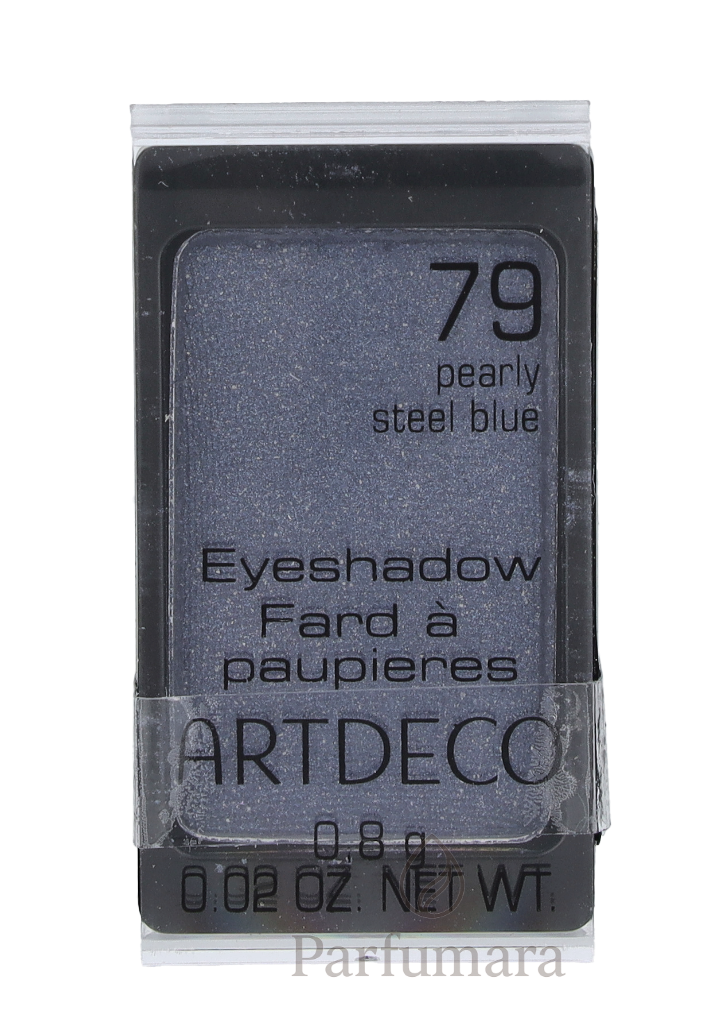 79
pearly
steel blue
Eyeshadow
Fard à
paupieres
ARTDECO
0,8 g
0.02 OZ. NET WT.
Parfumara